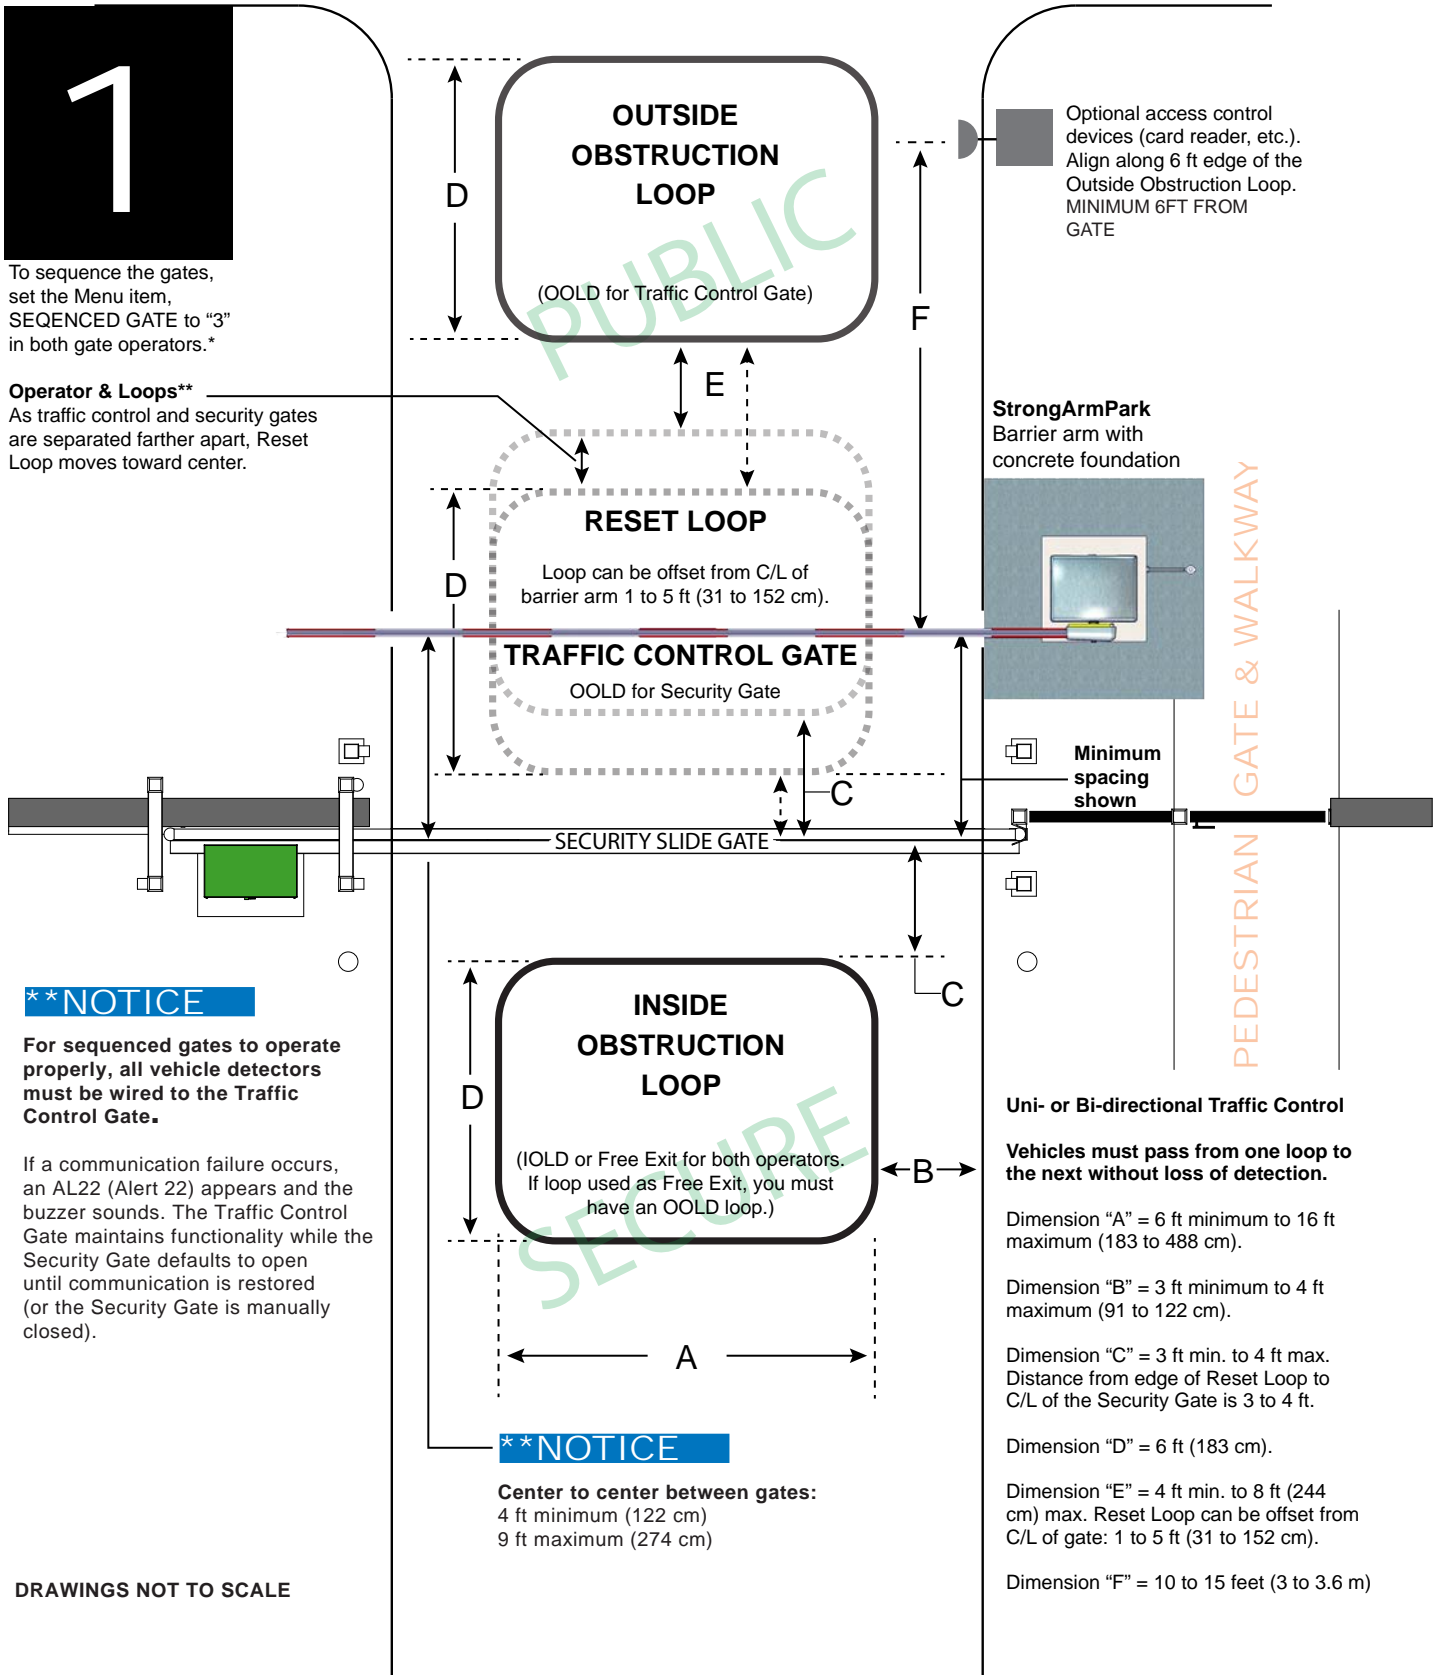 1
To sequence the gates,
set the Menu item,
SEQENCED GATE to “3”
in both gate operators.*
Operator & Loops**
As traffic control and security gates
are separated farther apart, Reset
Loop moves toward center.
D
OUTSIDE
OBSTRUCTION
LOOP
PUBLIC
(OOLD for Traffic Control Gate)
E
F
Optional access control
devices (card reader, etc.).
Align along 6 ft edge of the
Outside Obstruction Loop.
MINIMUM 6FT FROM
GATE
StrongArmPark
Barrier arm with
concrete foundation
D
RESET LOOP
Loop can be offset from C/L of
barrier arm 1 to 5 ft (31 to 152 cm).
TRAFFIC CONTROL GATE
OOLD for Security Gate
C
Minimum
spacing
shown
PEDESTRIAN GATE & WALKWAY
SECURITY SLIDE GATE
C
**NOTICE
For sequenced gates to operate
properly, all vehicle detectors
must be wired to the Traffic
Control Gate.
If a communication failure occurs,
an AL22 (Alert 22) appears and the
buzzer sounds. The Traffic Control
Gate maintains functionality while the
Security Gate defaults to open
until communication is restored
(or the Security Gate is manually
closed).
D
INSIDE
OBSTRUCTION
LOOP
SECURE
(IOLD or Free Exit for both operators.
If loop used as Free Exit, you must
have an OOLD loop.)
B
A
**NOTICE
Center to center between gates:
4 ft minimum (122 cm)
9 ft maximum (274 cm)
Uni- or Bi-directional Traffic Control
Vehicles must pass from one loop to
the next without loss of detection.
Dimension “A” = 6 ft minimum to 16 ft
maximum (183 to 488 cm).
Dimension “B” = 3 ft minimum to 4 ft
maximum (91 to 122 cm).
Dimension “C” = 3 ft min. to 4 ft max.
Distance from edge of Reset Loop to
C/L of the Security Gate is 3 to 4 ft.
Dimension “D” = 6 ft (183 cm).
Dimension “E” = 4 ft min. to 8 ft (244
cm) max. Reset Loop can be offset from
C/L of gate: 1 to 5 ft (31 to 152 cm).
Dimension “F” = 10 to 15 feet (3 to 3.6 m)
DRAWINGS NOT TO SCALE